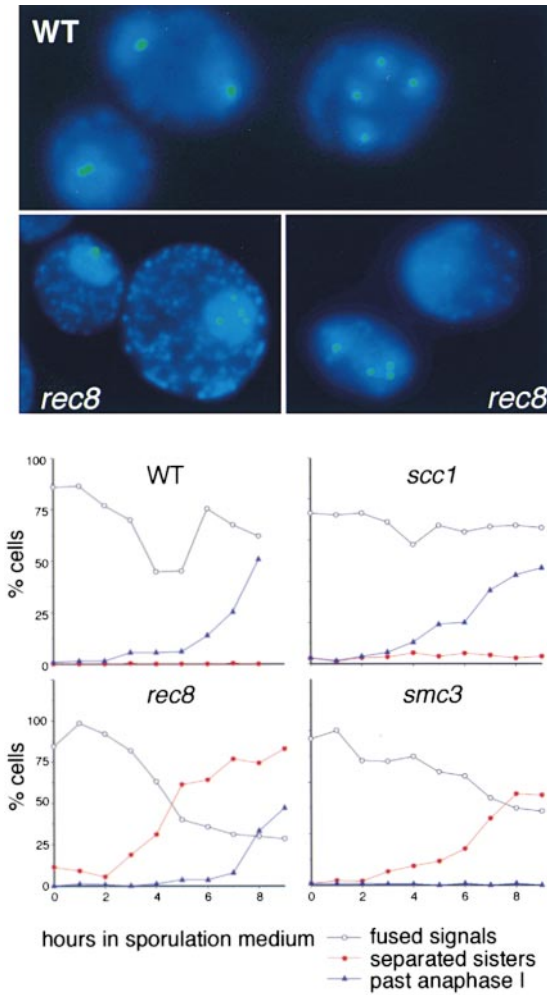 WT
rec8
rec8
WT
scc1
100
75
50
25
0
% cells
rec8
smc3
100
75
50
25
0
% cells
0 2 4 6 8
0 2 4 6 8
hours in sporulation medium
fused signals
separated sisters
past anaphase I